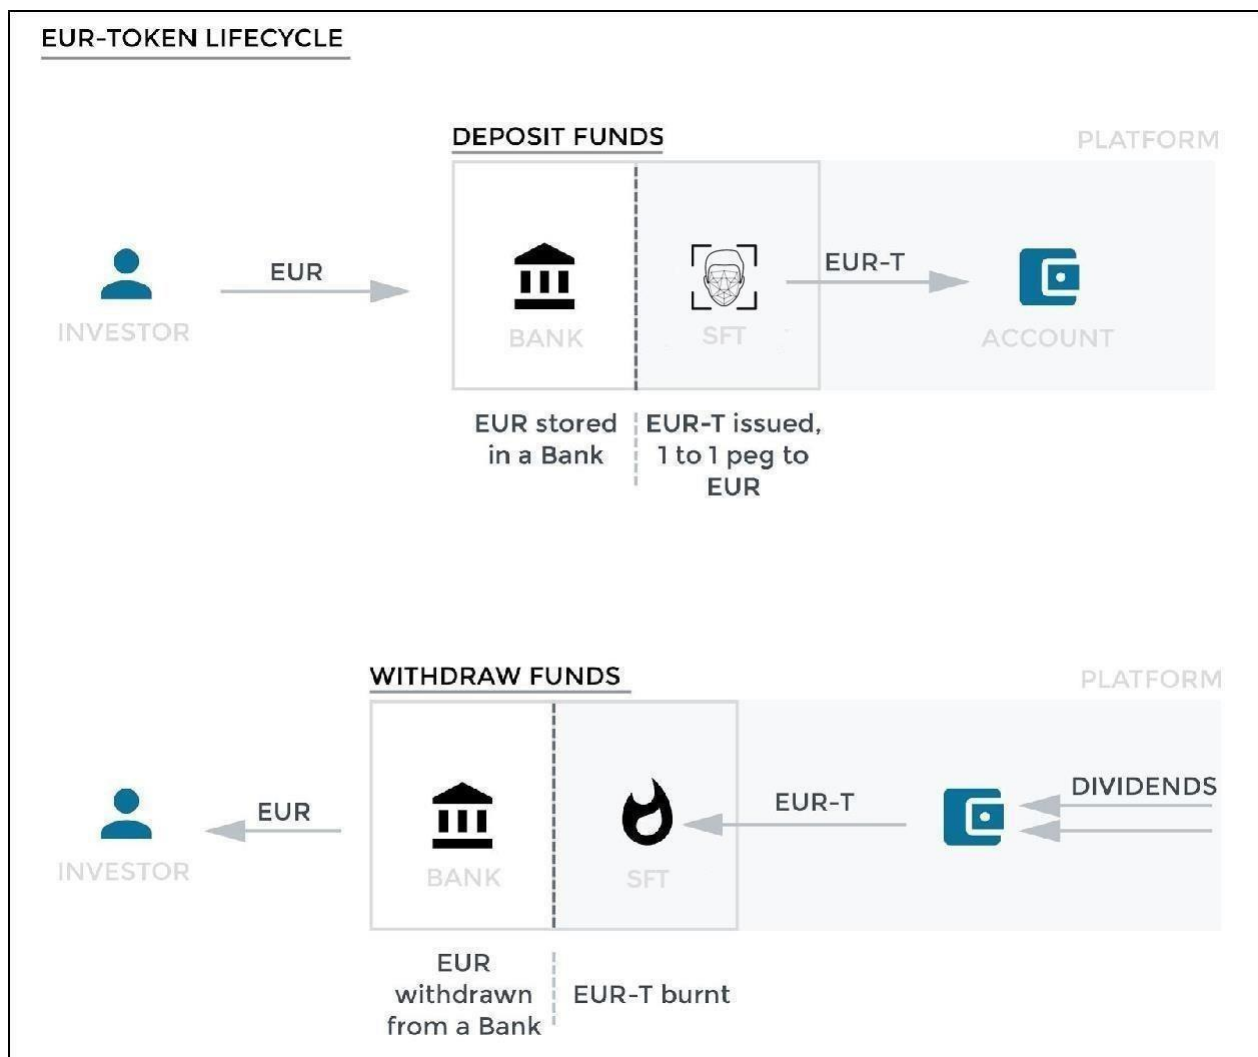 EUR-TOKEN LIFECYCLE
DEPOSIT FUNDS
PLATFORM
EUR
EUR-T
INVESTOR
BANK
SFT
ACCOUNT
EUR stored
in a Bank
EUR-T issued,
1 to 1 peg to
EUR
WITHDRAW FUNDS
PLATFORM
EUR
EUR-T
DIVIDENDS
INVESTOR
BANK
SFT
EUR
withdrawn
from a Bank
EUR-T burnt